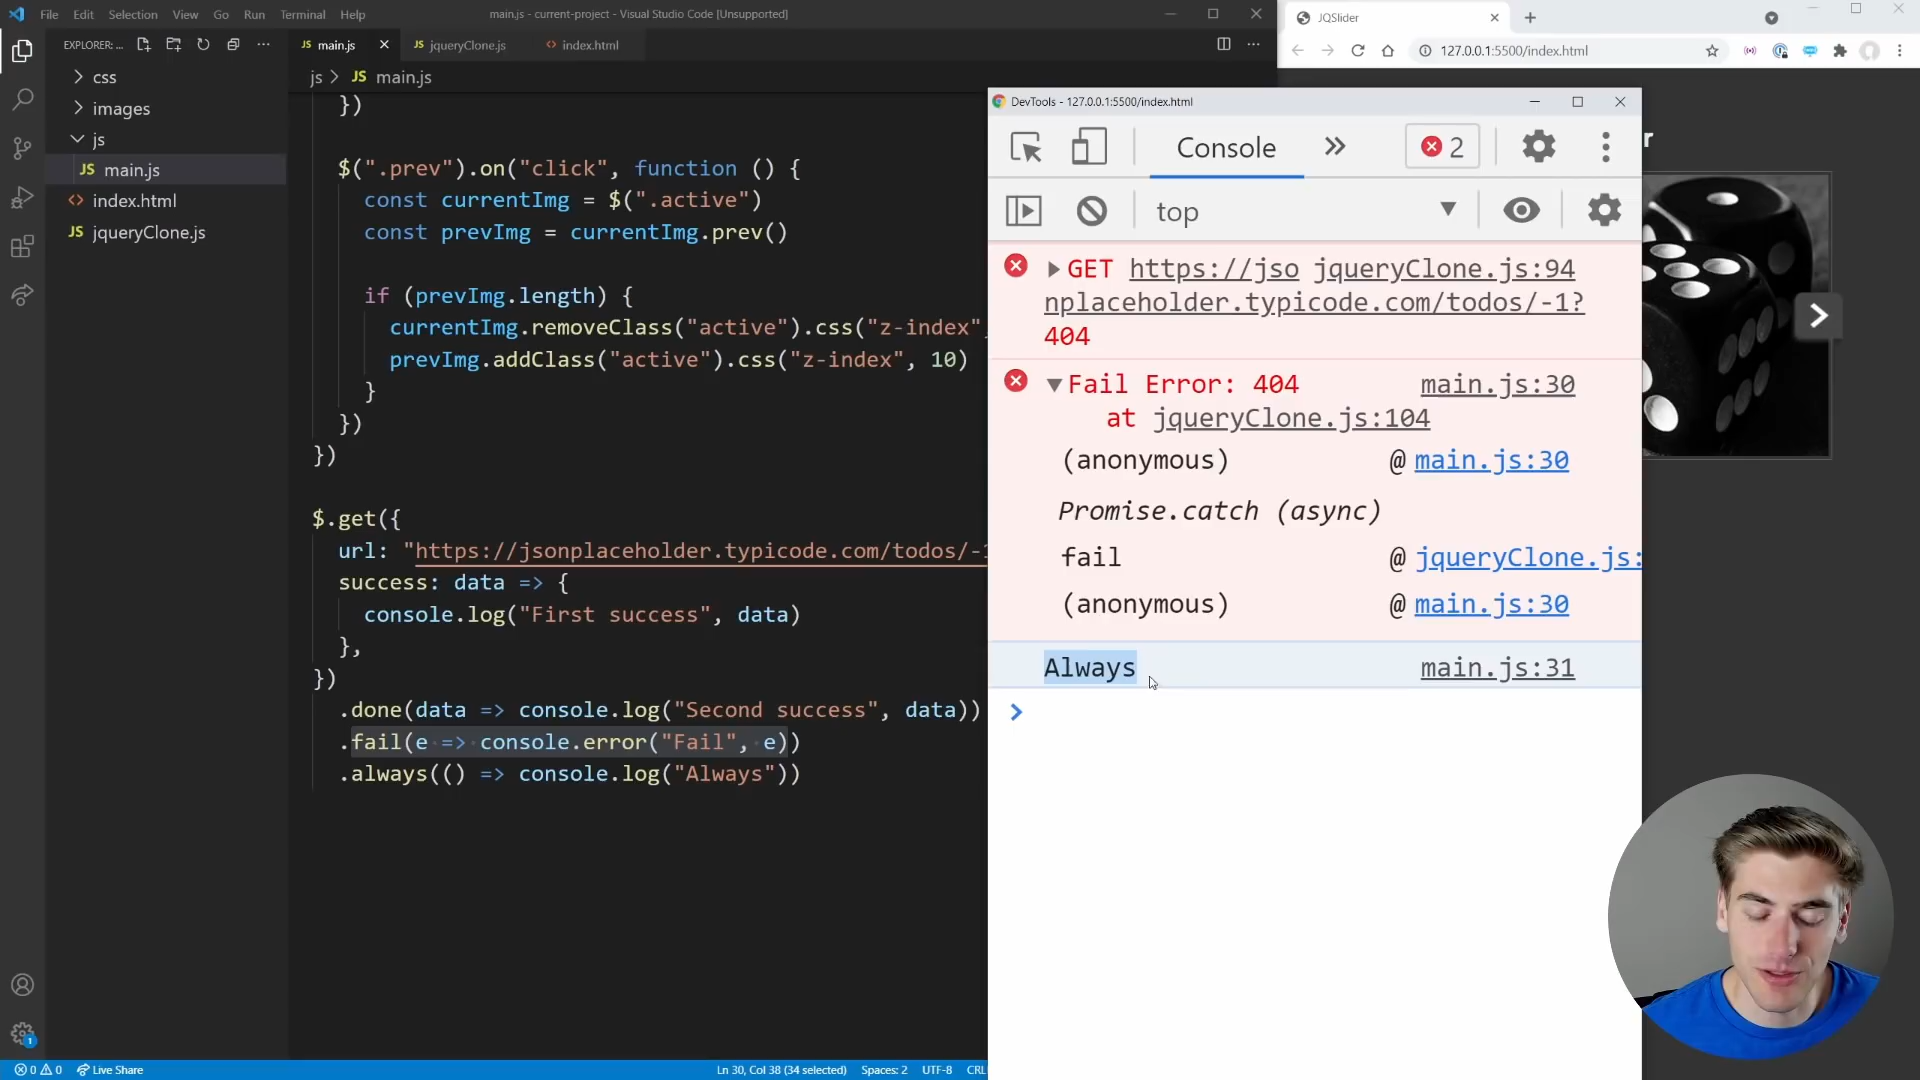 File Edit Selection View Go Run Terminal Help
main.js - current-project - Visual Studio Code [Unsupported]
EXPLORER: ...
JS main.js
JS jqueryClone.js
<> index.html
js > JS main.js
css
images
js
JS main.js
<> index.html
JS jqueryClone.js
})
$(".prev").on("click", function () {
const currentImg = $(".active")
const prevImg = currentImg.prev()
if (prevImg.length) {
currentImg.removeClass("active").css("z-index",
prevImg.addClass("active").css("z-index", 10)
}
})
})
$.get({
url: "https://jsonplaceholder.typicode.com/todos/-1
success: data => {
console.log("First success", data)
},
})
.done(data => console.log("Second success", data))
.fail(e => console.error("Fail", e))
.always(() => console.log("Always"))
1
0 0 Live Share
Ln 30, Col 38 (34 selected) Spaces: 2 UTF-8 CRL
JQSlider
127.0.0.1:5500/index.html
r
DevTools - 127.0.0.1:5500/index.html
Console
2
top
GET https://jso jqueryClone.js:94
nplaceholder.typicode.com/todos/-1?
404
Fail Error: 404 main.js:30
at jqueryClone.js:104
(anonymous) @ main.js:30
Promise.catch (async)
fail @ jqueryClone.js:
(anonymous) @ main.js:30
Always main.js:31